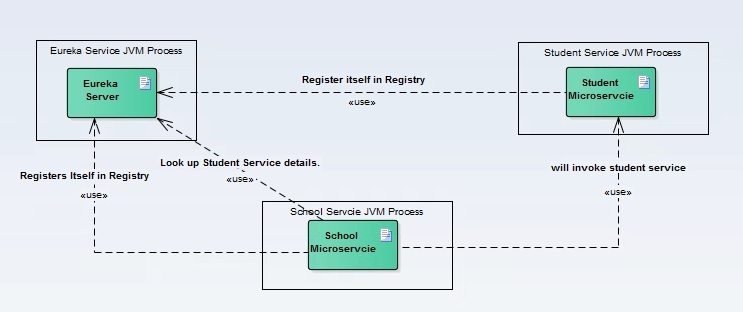 Eureka Service JVM Process
Eureka
Server
Student Service JVM Process
Student
Microservcie
Register itself in Registry
«use»
Look up Student Service details.
«use»
Registers Itself in Registry
«use»
will invoke student service
«use»
School Servcie JVM Process
School
Microservcie